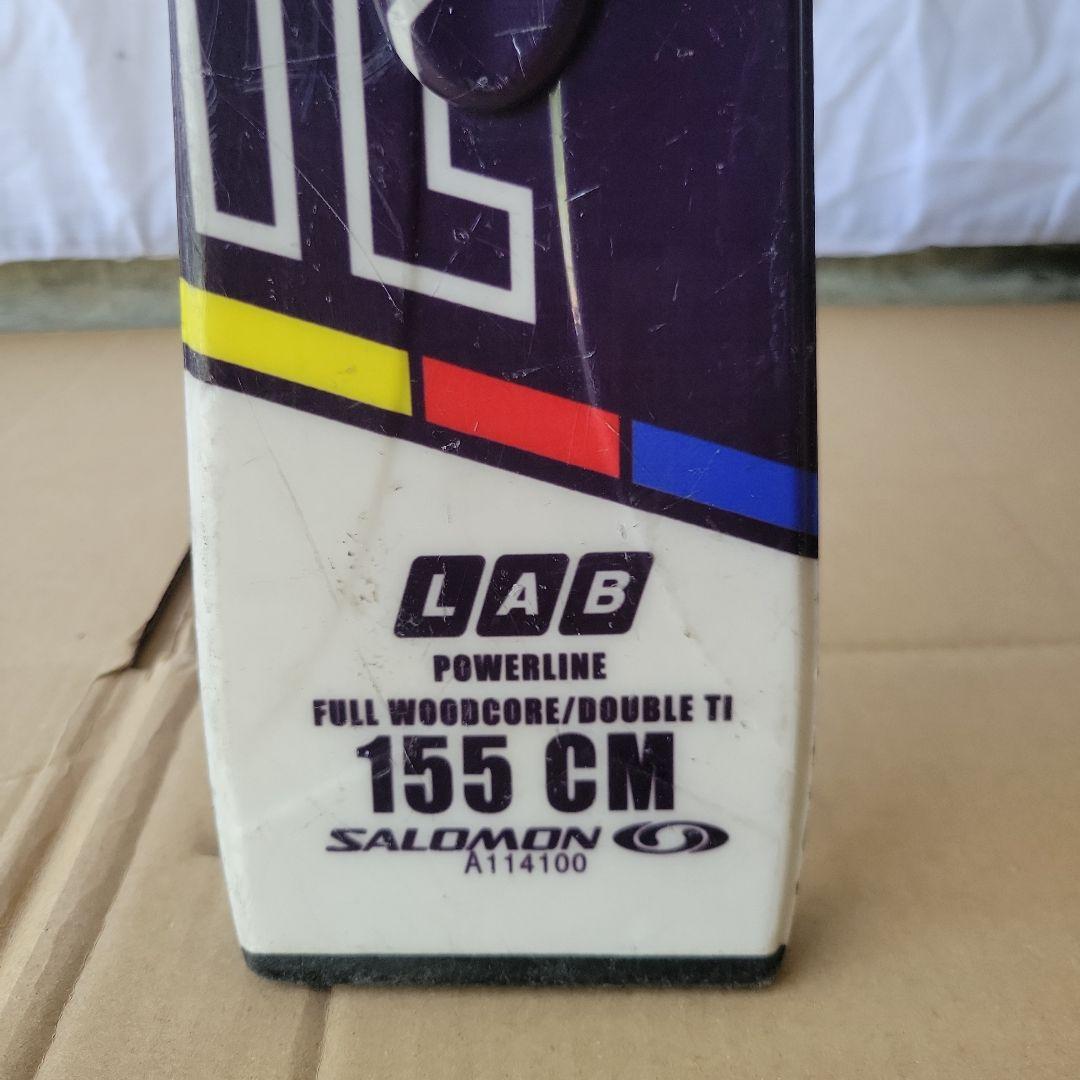 LAB
POWERLINE
FULL WOODCORE/DOUBLE TI
155 CM
SALOMON
A114100